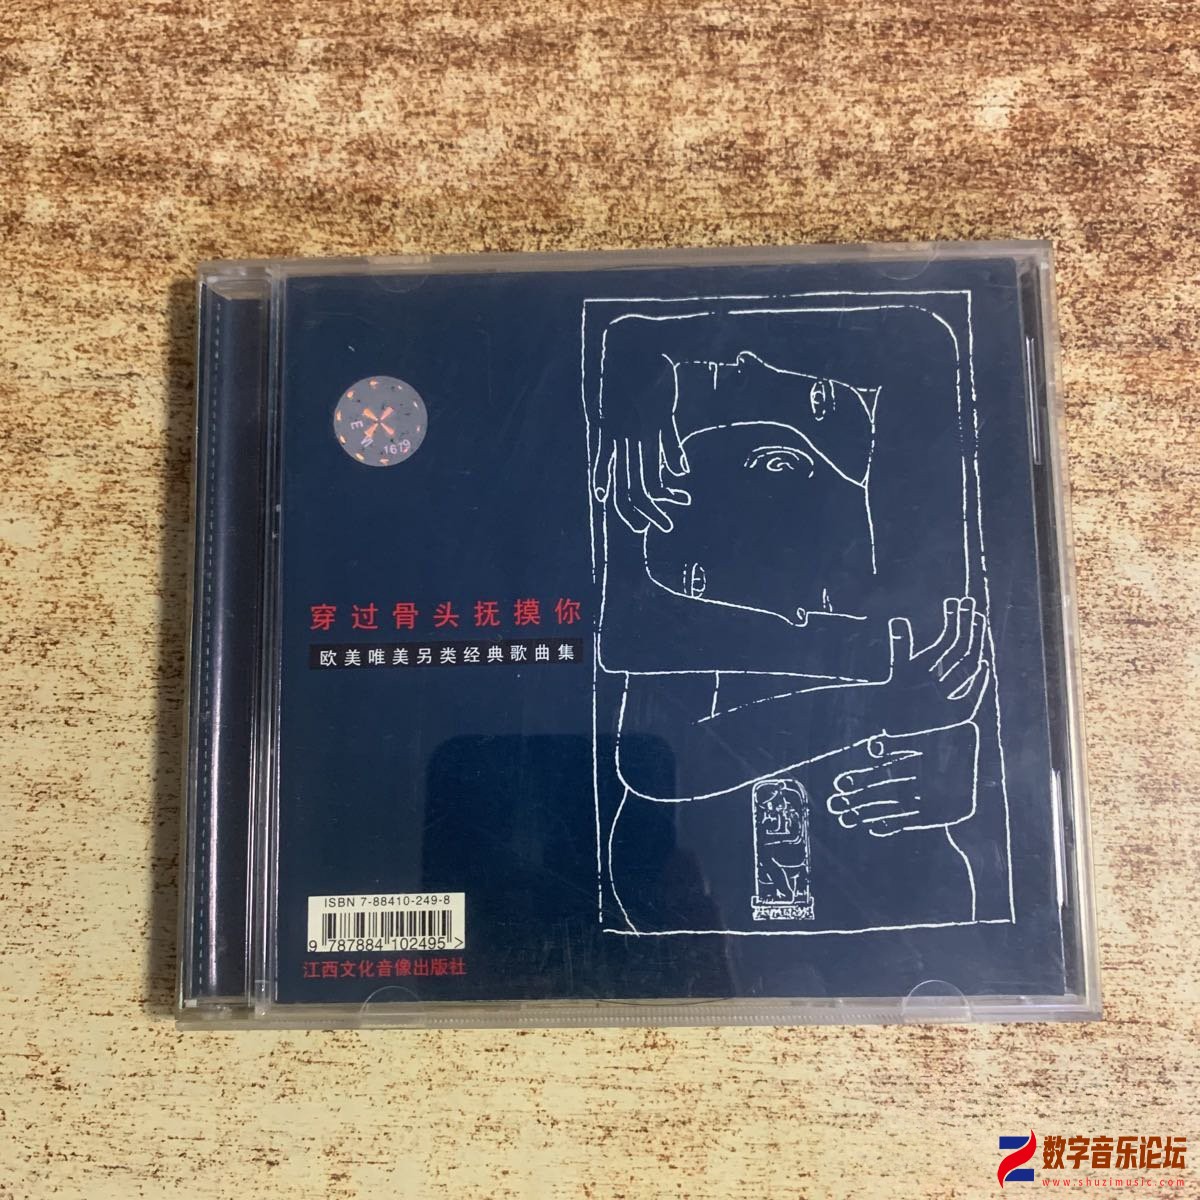 1679
穿过骨头抚摸你
欧美唯美另类经典歌曲集
ISBN 7-88410-249-8
9 787884 102495 >
江西文化音像出版社
数字音乐论坛
www.shuzimusic.com